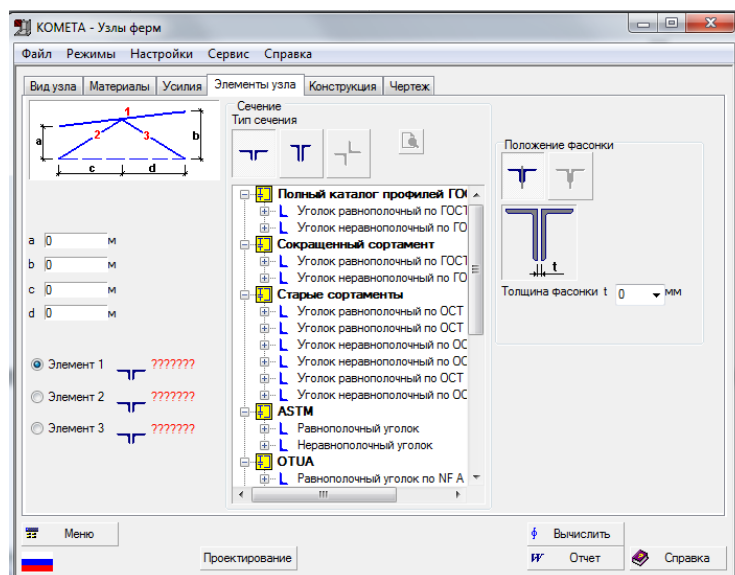 КОМЕТА - Узлы ферм
Файл Режимы Настройки Сервис Справка
Вид узла Материалы Усилия Элементы узла Конструкция Чертеж
1
2 3
a b
c d
a 0 м
b 0 м
c 0 м
d 0 м
Элемент 1 ???????
Элемент 2 ???????
Элемент 3 ???????
Сечение
Тип сечения
Полный каталог профилей ГО
Уголок равнополочный по ГОСТ
Уголок неравнополочный по ГО
Сокращенный сортамент
Уголок равнополочный по ГОСТ
Уголок неравнополочный по ГО
Старые сортаменты
Уголок равнополочный по ОСТ
Уголок равнополочный по ОСТ
Уголок неравнополочный по ОС
Уголок неравнополочный по ОС
Уголок равнополочный по ОСТ
Уголок неравнополочный по ОС
ASTM
Равнополочный уголок
Неравнополочный уголок
OTUA
Равнополочный уголок по NF A
Положение фасонки
t
Толщина фасонки t 0 мм
Меню
Проектирование
Вычислить
W Отчет
Справка